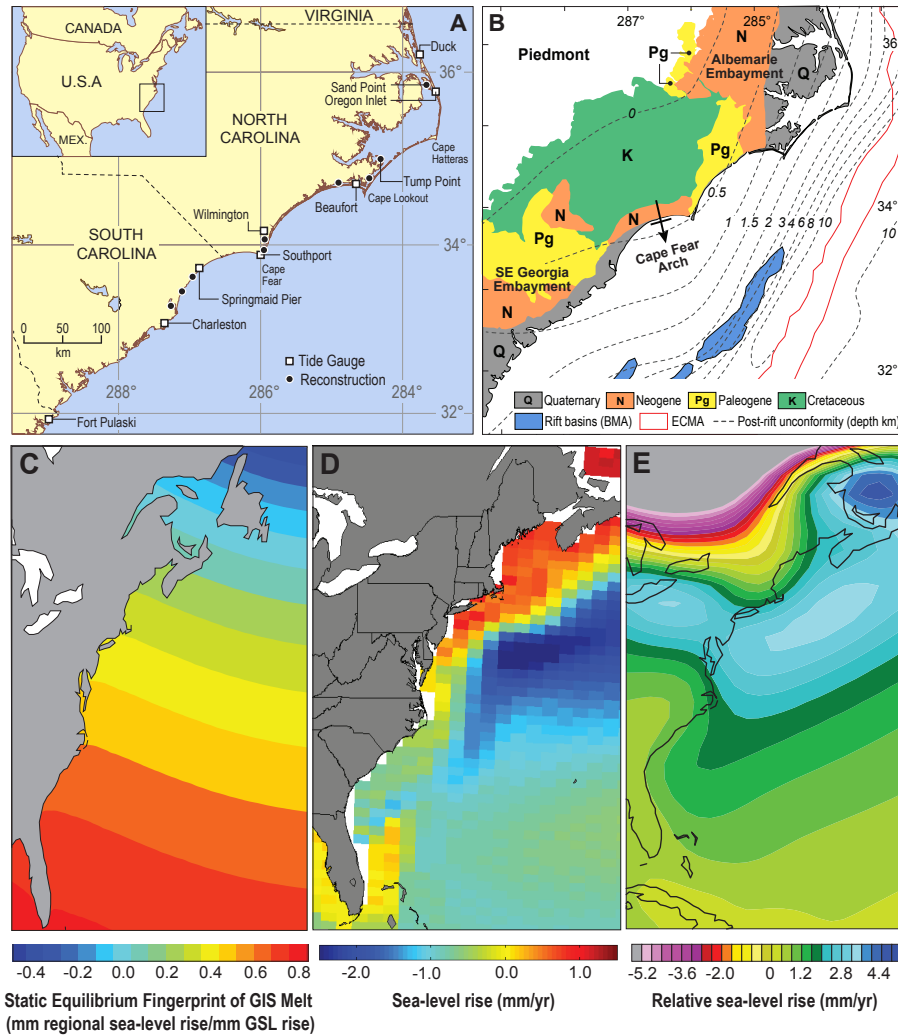 A
CANADA
U.S.A
MEX.
VIRGINIA
Duck
36°
Sand Point
Oregon Inlet
NORTH
CAROLINA
Cape
Hatteras
Tump Point
Cape Lookout
Beaufort
Wilmington
34°
SOUTH
CAROLINA
Southport
Cape
Fear
Springmaid Pier
Charleston
0 50 100
km
Tide Gauge
Reconstruction
Fort Pulaski
288 286 284
32°
B
287° 285°
36°
Piedmont
Pg
N
Albemarle
Embayment
Q
0
K
Pg
0.5
1 1.5 2 3 4 6 8 10
34°
10
N
N
Pg
Cape Fear
Arch
SE Georgia
Embayment
N
Q
32°
Q Quaternary N Neogene Pg Paleogene K Cretaceous
Rift basins (BMA) ECMA Post-rift unconformity (depth km)
C
D
E
-0.4 -0.2 0.0 0.2 0.4 0.6 0.8
Static Equilibrium Fingerprint of GIS Melt
(mm regional sea-level rise/mm GSL rise)
-2.0 -1.0 0.0 1.0
Sea-level rise (mm/yr)
-5.2 -3.6 -2.0 0 1.2 2.8 4.4
Relative sea-level rise (mm/yr)